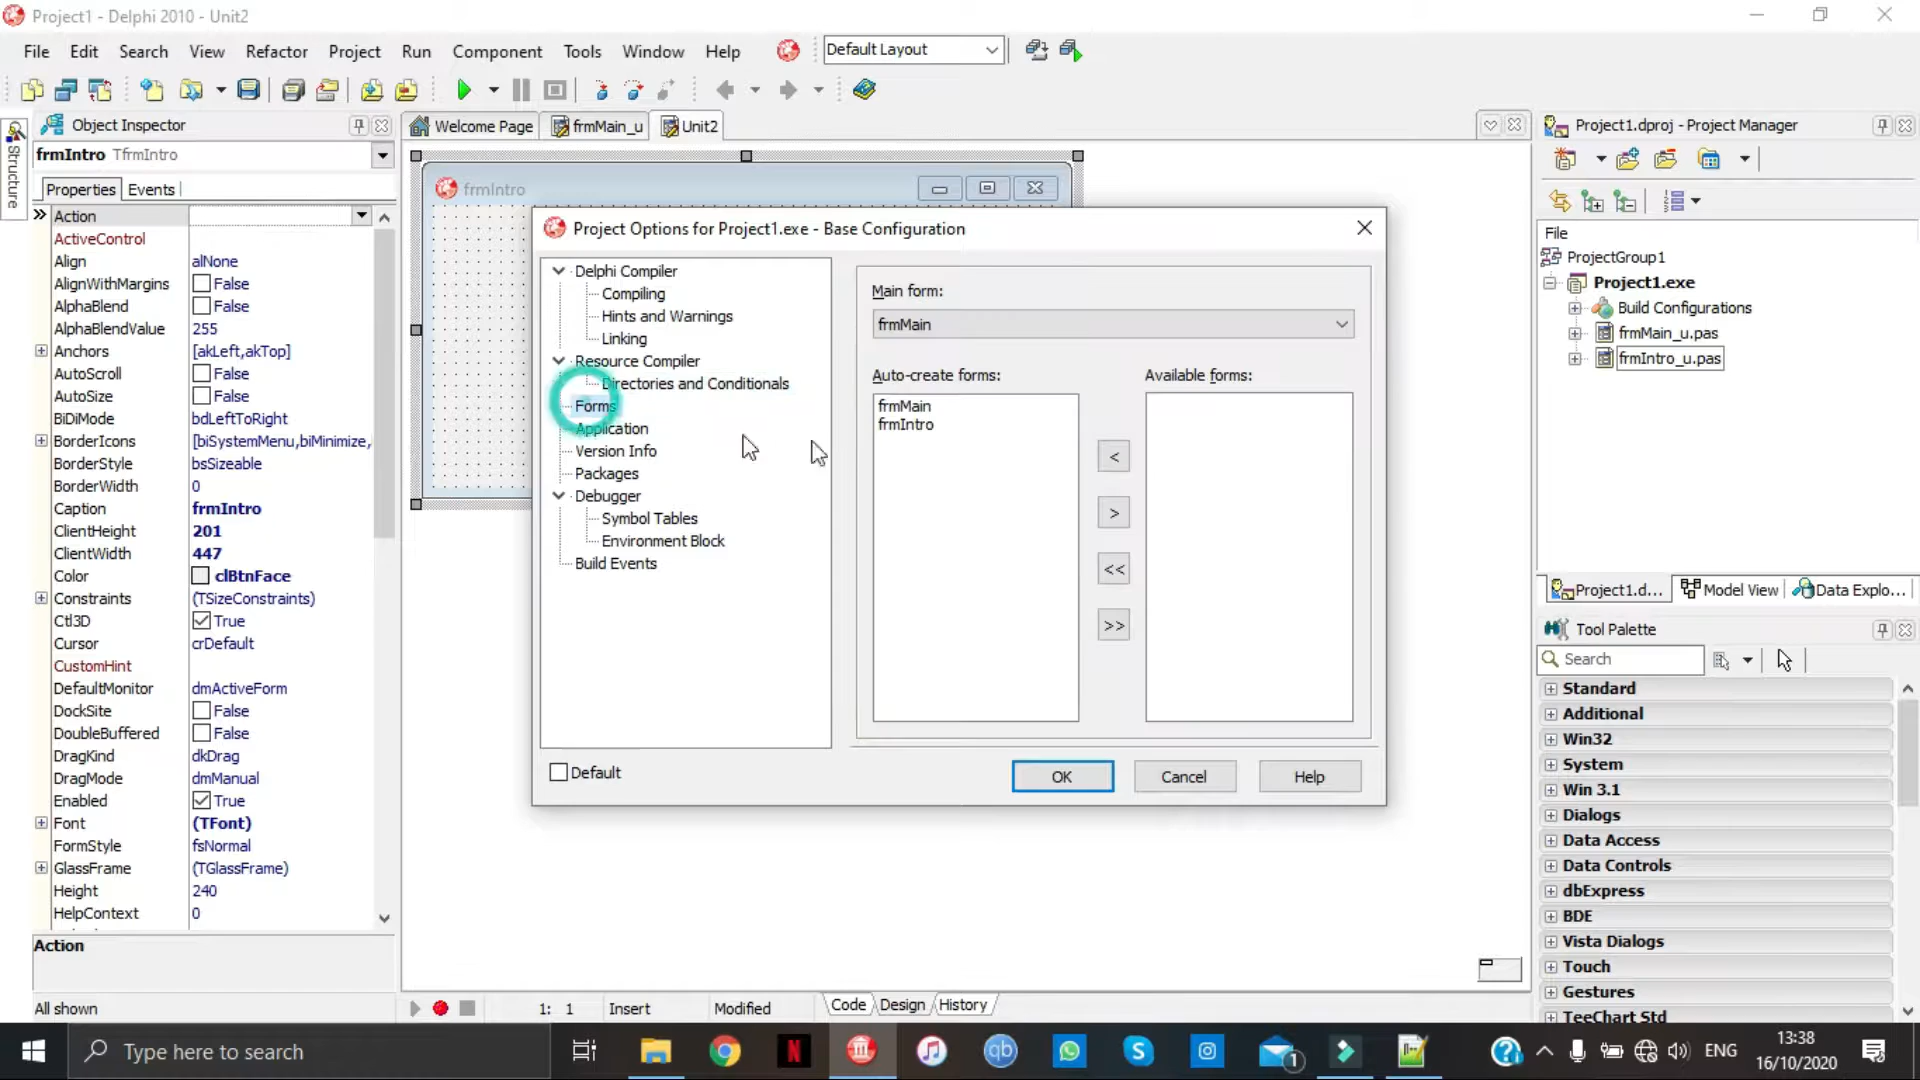 Project1 - Delphi 2010 - Unit2
File Edit Search View Refactor Project Run Component Tools Window Help
Default Layout
Structure
Object Inspector
frmIntro TfrmIntro
Properties Events
Action
ActiveControl
Align alNone
AlignWithMargins False
AlphaBlend False
AlphaBlendValue 255
Anchors [akLeft,akTop]
AutoScroll False
AutoSize False
BiDiMode bdLeftToRight
BorderIcons [biSystemMenu,biMinimize,
BorderStyle bsSizeable
BorderWidth 0
Caption frmIntro
ClientHeight 201
ClientWidth 447
Color clBtnFace
Constraints (TSizeConstraints)
Ctl3D True
Cursor crDefault
CustomHint
DefaultMonitor dmActiveForm
DockSite False
DoubleBuffered False
DragKind dkDrag
DragMode dmManual
Enabled True
Font (TFont)
FormStyle fsNormal
GlassFrame (TGlassFrame)
Height 240
HelpContext 0
Action
All shown
Welcome Page frmMain_u Unit2
frmIntro
Project Options for Project1.exe - Base Configuration
Delphi Compiler
Compiling
Hints and Warnings
Linking
Resource Compiler
Directories and Conditionals
Forms
Application
Version Info
Packages
Debugger
Symbol Tables
Environment Block
Build Events
Default
Main form:
frmMain
Auto-create forms:
frmMain
frmIntro
<
>
<<
>>
Available forms:
OK Cancel Help
1: 1 Insert Modified Code Design History
Project1.dproj - Project Manager
File
ProjectGroup1
Project1.exe
Build Configurations
frmMain_u.pas
frmIntro_u.pas
Project1.d... Model View Data Explo...
Tool Palette
Search
Standard
Additional
Win32
System
Win 3.1
Dialogs
Data Access
Data Controls
dbExpress
BDE
Vista Dialogs
Touch
Gestures
TeeChart Std
Type here to search
N
qb
S
1
ENG
13:38
16/10/2020